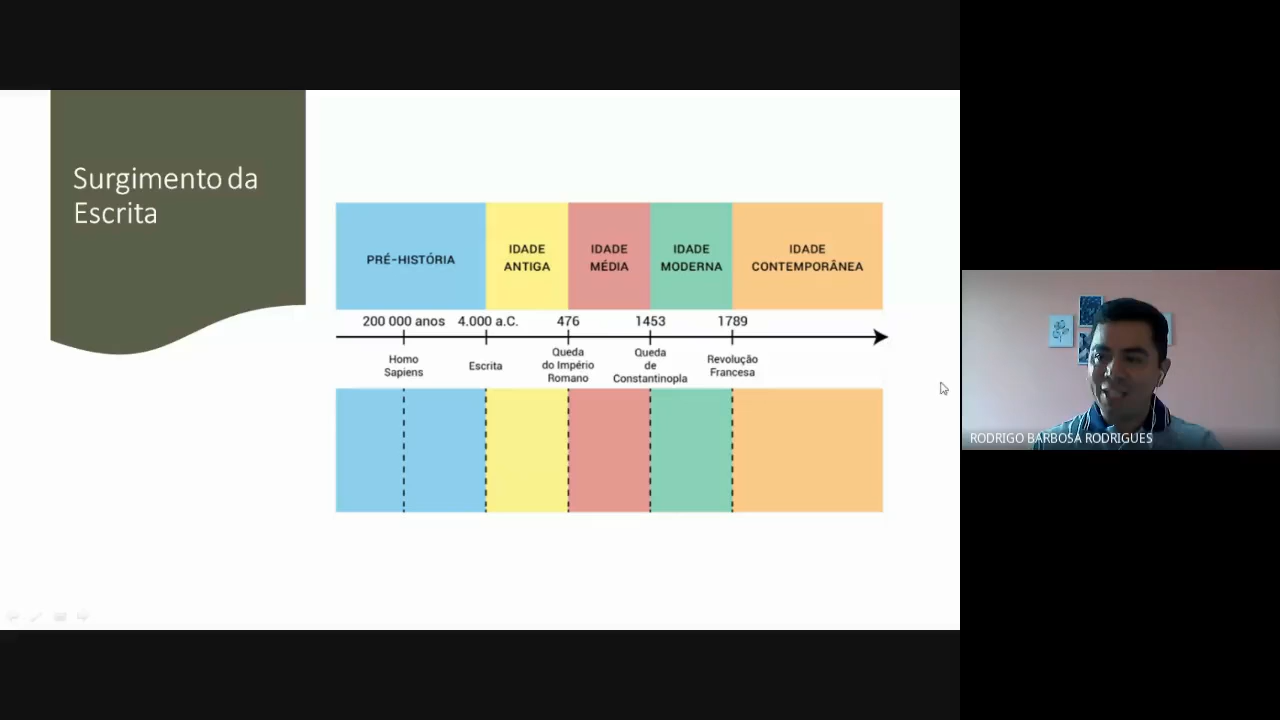 Surgimento da
Escrita
PRÉ-HISTÓRIA
IDADE
ANTIGA
IDADE
MÉDIA
IDADE
MODERNA
IDADE
CONTEMPORÂNEA
200 000 anos
4.000 a.C.
476
1453
1789
Homo
Sapiens
Escrita
Queda
do Império
Romano
Queda
de
Constantinopla
Revolução
Francesa
RODRIGO BARBOSA RODRIGUES